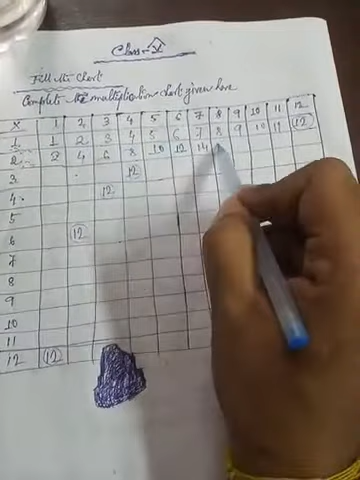 Class-V
Fill the chart
Complete the multiplication chart given here
X 1 2 3 4 5 6 7 8 9 10 11 12
1 1 2 3 4 5 6 7 8 9 10 11 12
2 2 4 6 8 10 12 14
3 12
4 12
5
6 12
7
8
9
10
11
12 12